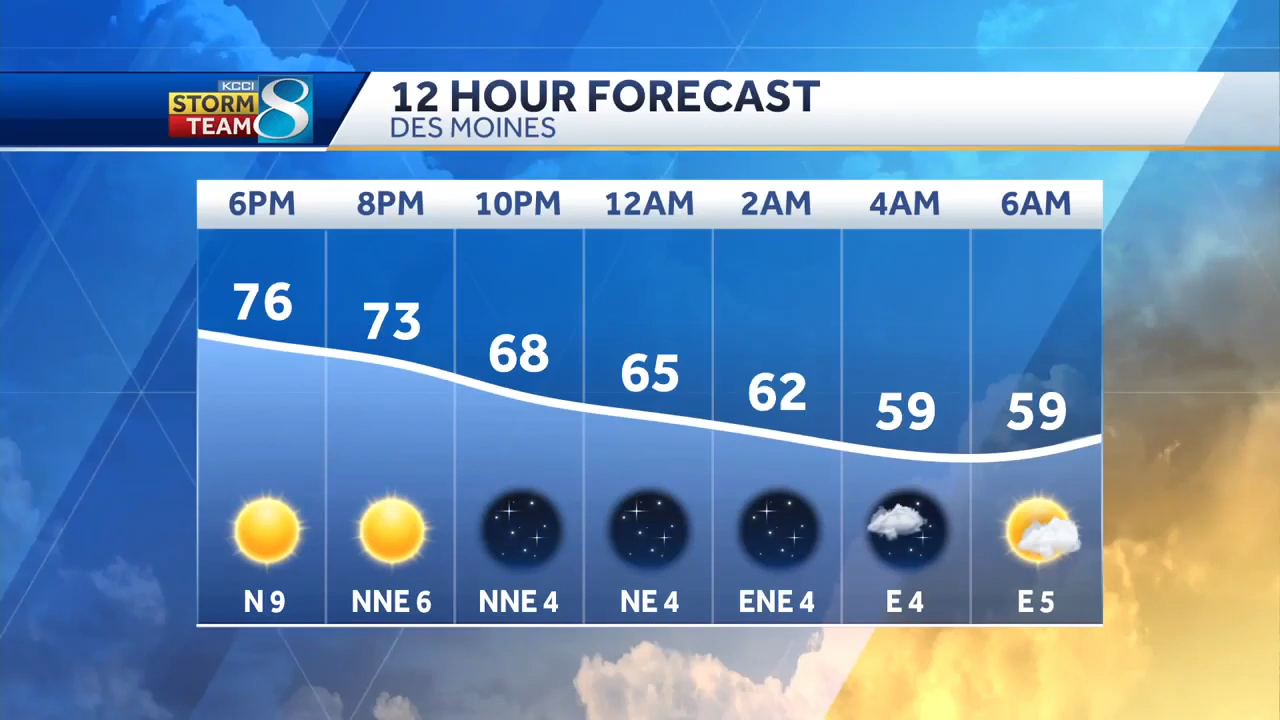 KCCI
STORM
TEAM
8
12 HOUR FORECAST
DES MOINES
6PM 8PM 10PM 12AM 2AM 4AM 6AM
76 73 68 65 62 59 59
N 9 NNE 6 NNE 4 NE 4 ENE 4 E 4 E 5